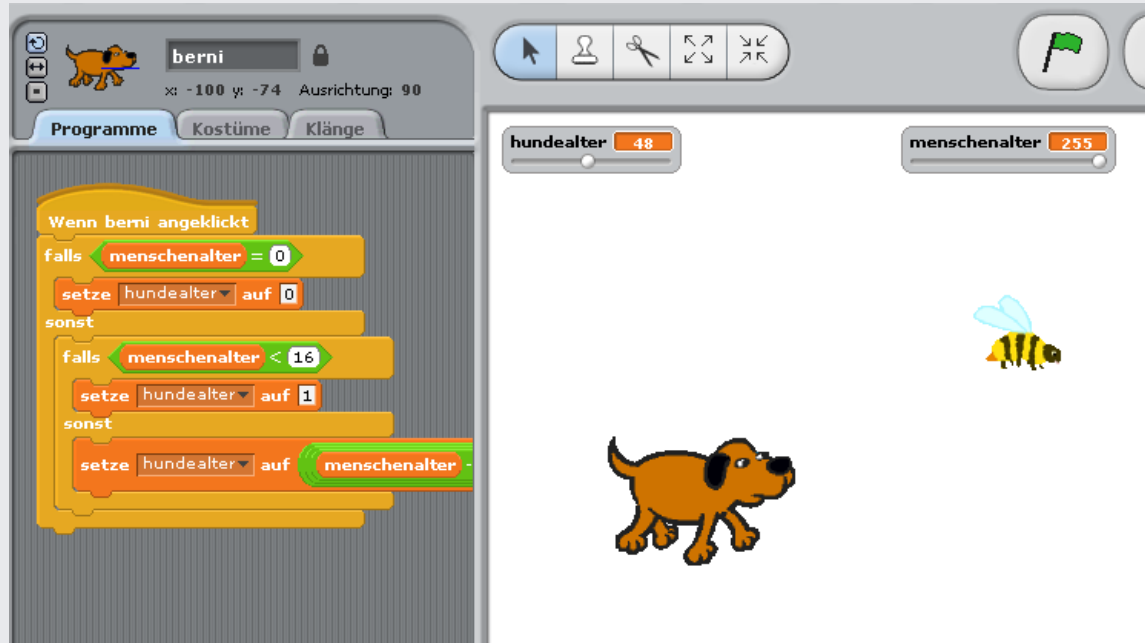 berni
x: -100 y: -74 Ausrichtung: 90
Programme Kostüme Klänge
Wenn berni angeklickt
falls menschenalter = 0
setze hundealter auf 0
sonst
falls menschenalter < 16
setze hundealter auf 1
sonst
setze hundealter auf menschenalter -
hundealter 48
menschenalter 255